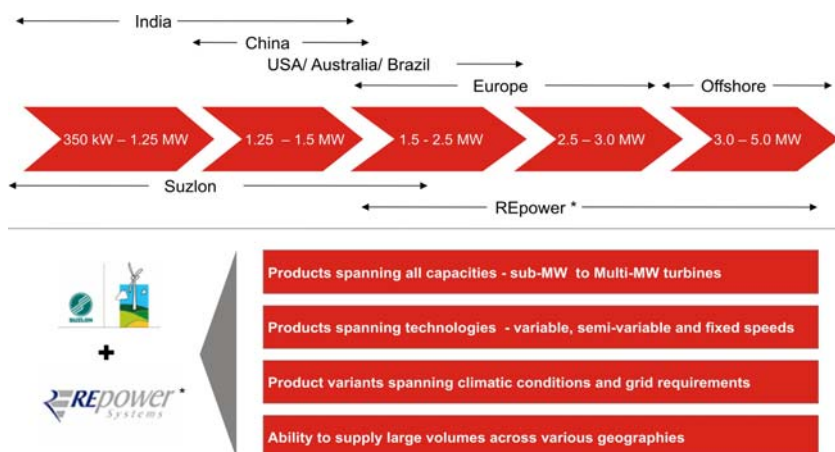 India
China
USA/ Australia/ Brazil
Europe
Offshore
350 kW – 1.25 MW
1.25 – 1.5 MW
1.5 - 2.5 MW
2.5 – 3.0 MW
3.0 – 5.0 MW
Suzlon
REpower *
Products spanning all capacities - sub-MW to Multi-MW turbines
SUZLON
Products spanning technologies - variable, semi-variable and fixed speeds
+
Product variants spanning climatic conditions and grid requirements
REpower *
Systems
Ability to supply large volumes across various geographies